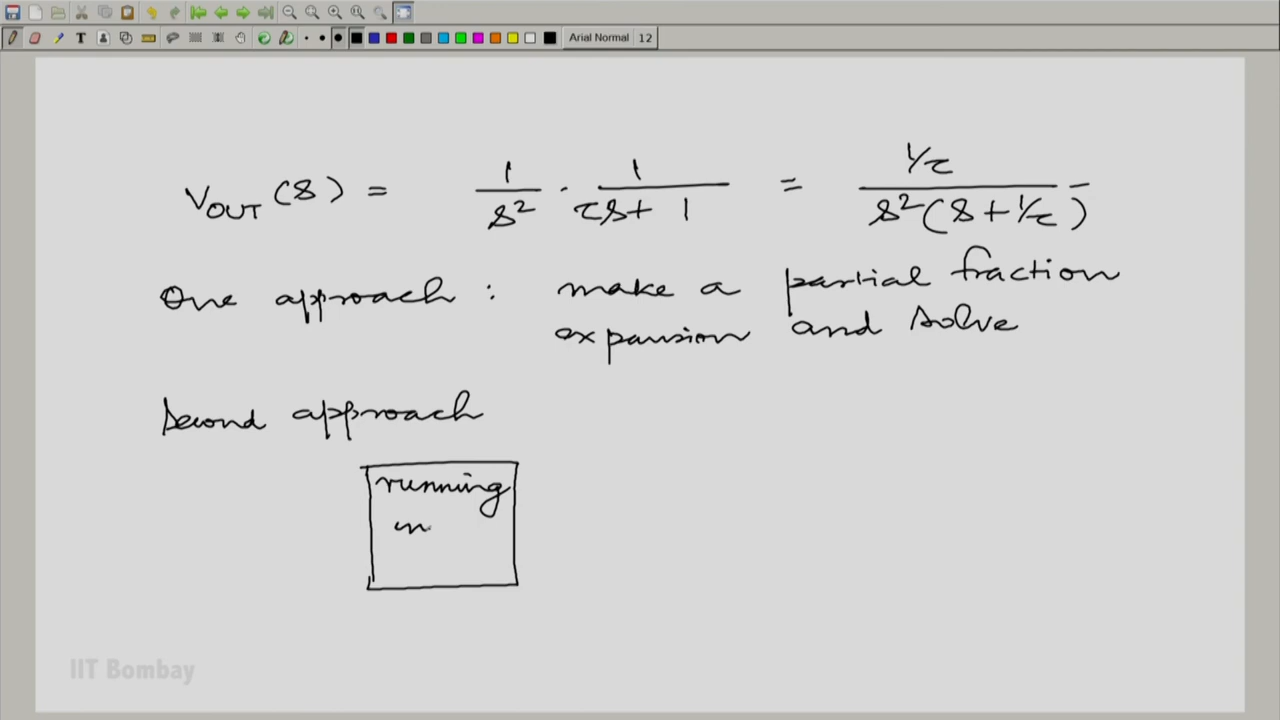 Arial Normal 12
V_OUT(s) = 1/s² · 1/(τs + 1) = (1/τ)/(s²(s + 1/τ))
One approach : make a partial fraction
expansion and solve
Second approach
running
in
IIT Bombay